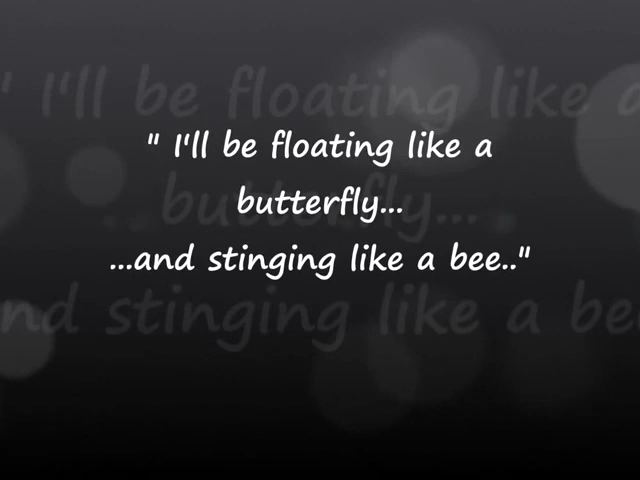 " I'll be floating like a
butterfly...
...and stinging like a bee.."